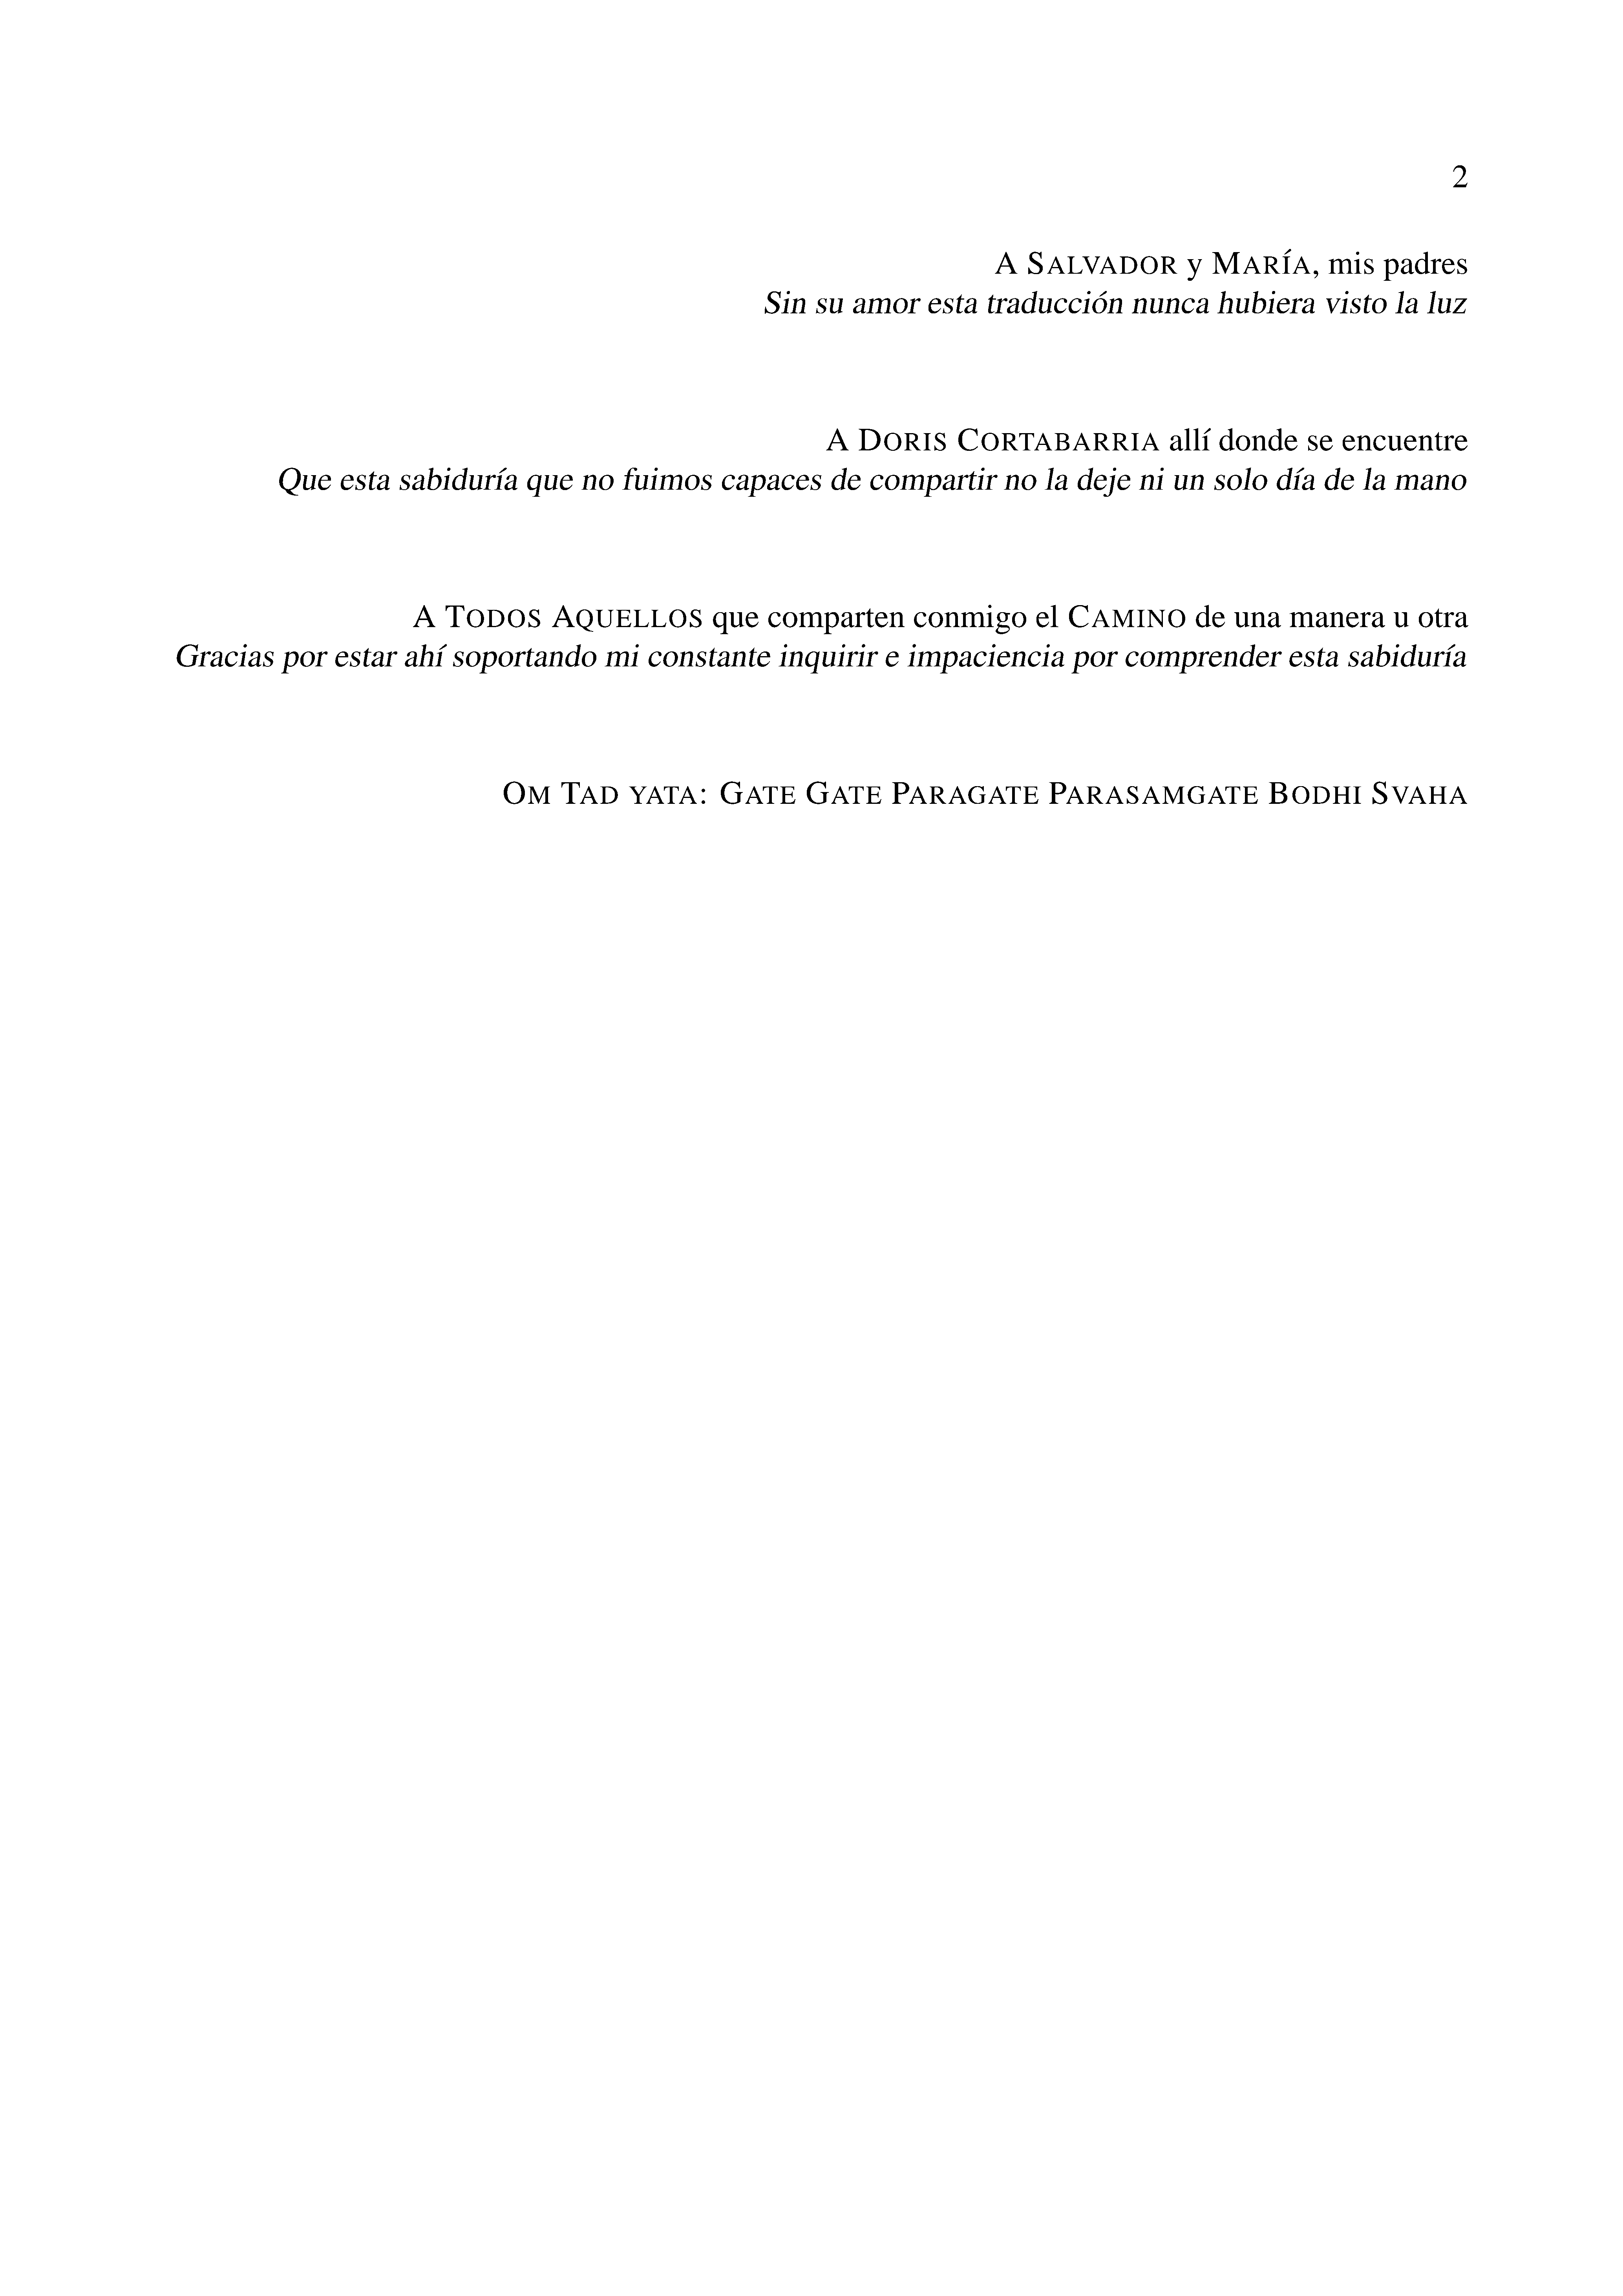 2
A SALVADOR y MARÍA, mis padres
Sin su amor esta traducción nunca hubiera visto la luz
A DORIS CORTABARRIA allí donde se encuentre
Que esta sabiduría que no fuimos capaces de compartir no la deje ni un solo día de la mano
A TODOS AQUELLOS que comparten conmigo el CAMINO de una manera u otra
Gracias por estar ahí soportando mi constante inquirir e impaciencia por comprender esta sabiduría
OM TAD YATA: GATE GATE PARAGATE PARASAMGATE BODHI SVAHA